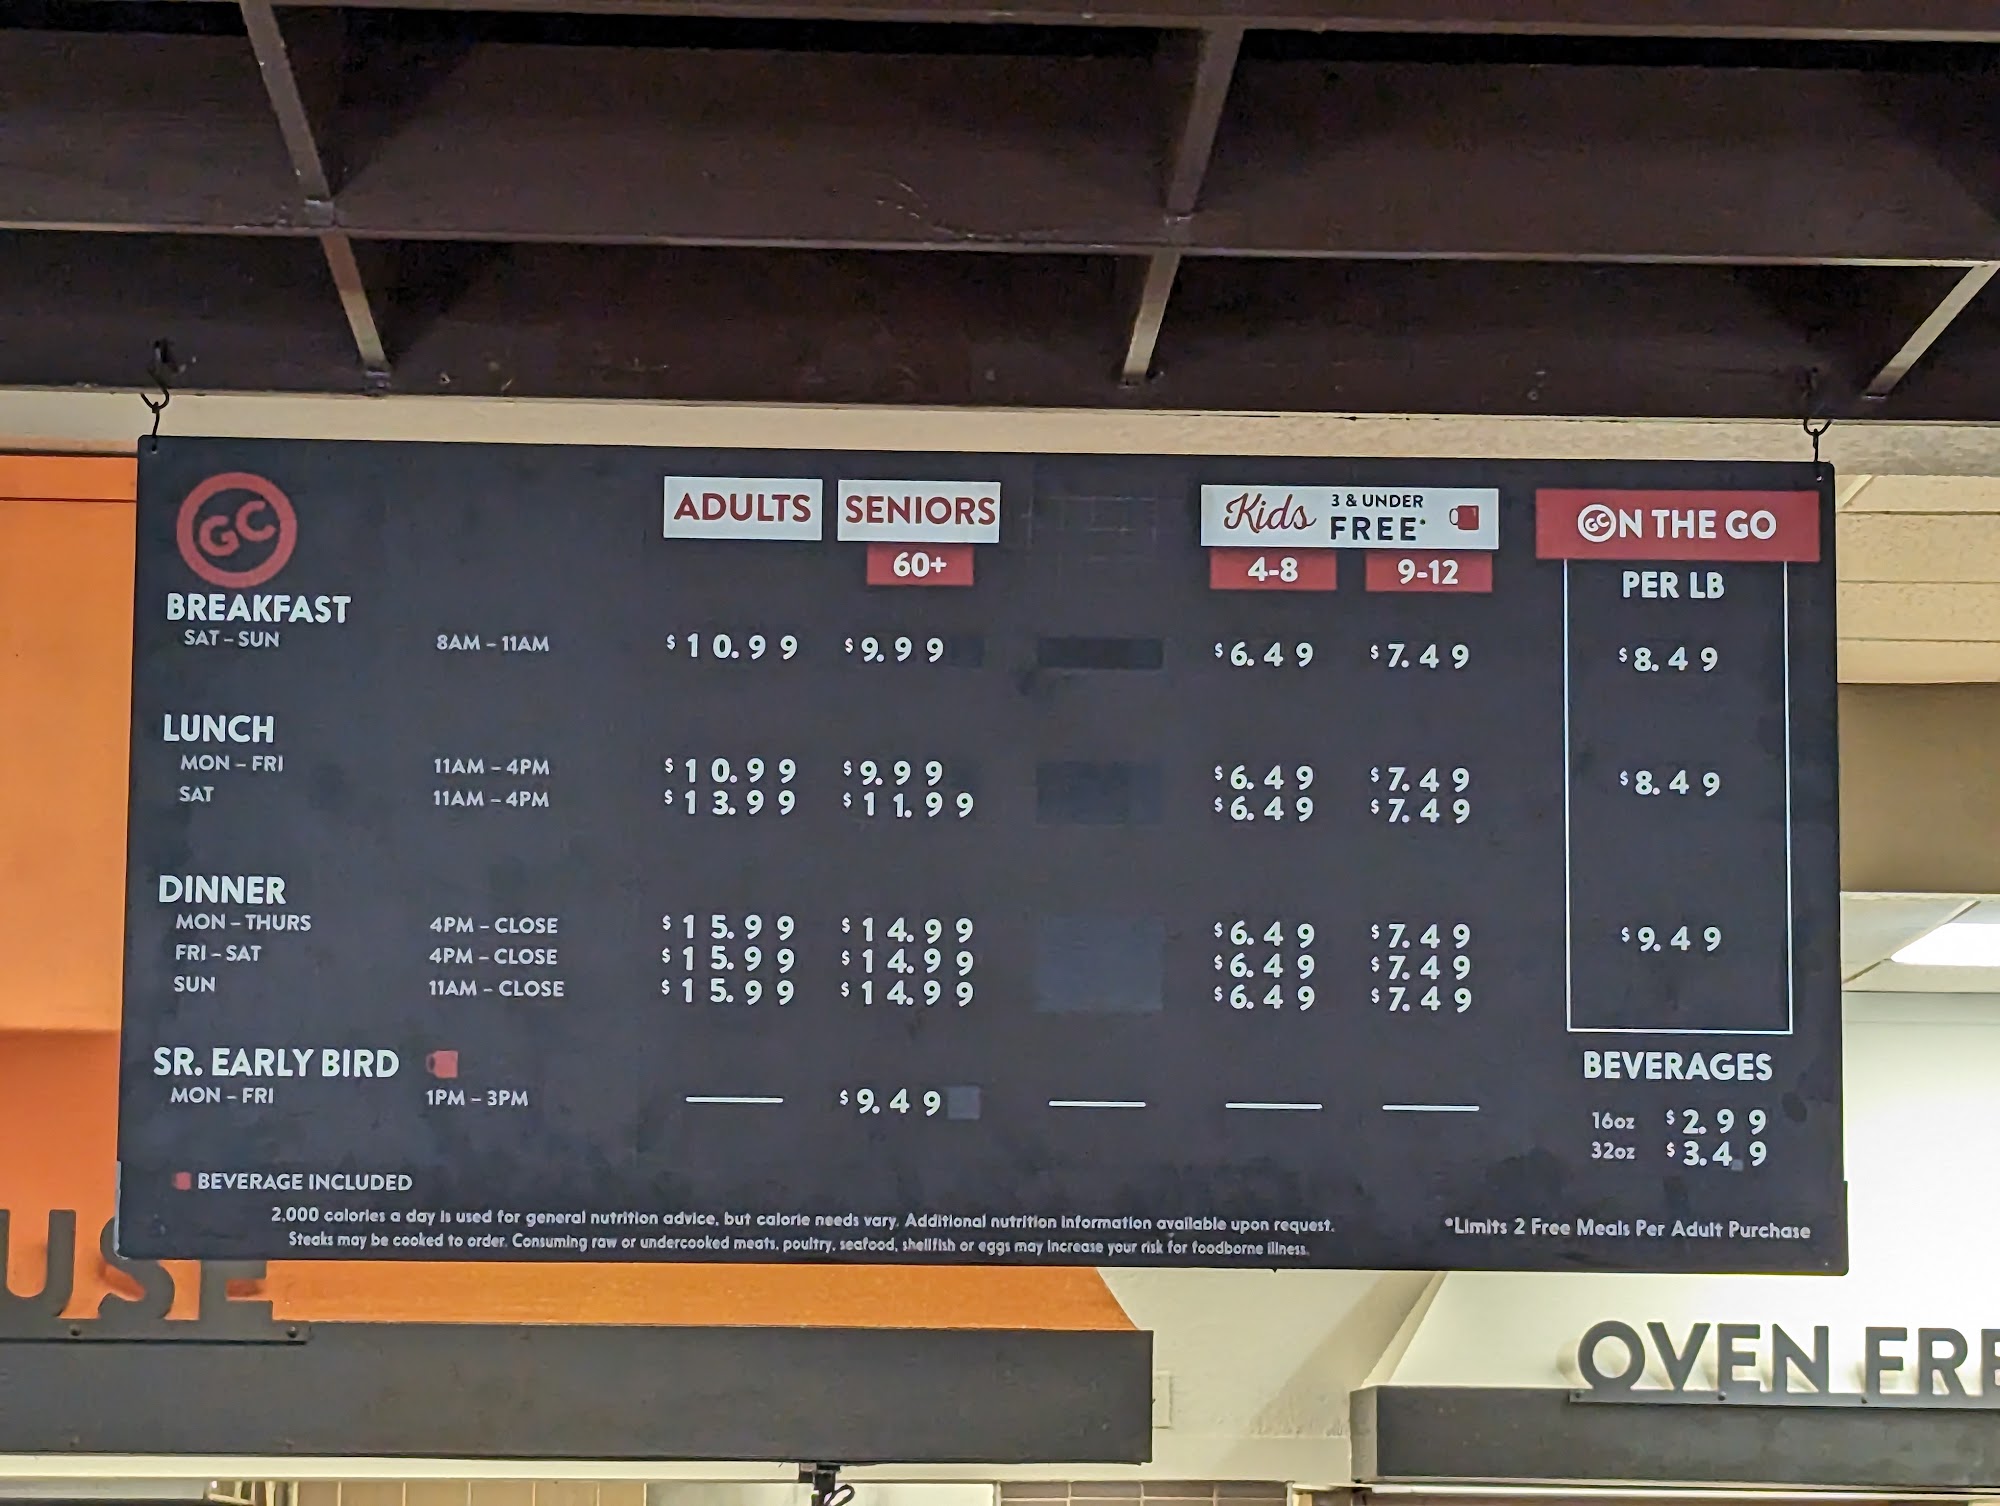 GC
ADULTS SENIORS Kids 3 & UNDER FREE* GC N THE GO
60+ 4-8 9-12 PER LB
BREAKFAST
SAT – SUN 8AM – 11AM $10.99 $9.99 $6.49 $7.49 $8.49
LUNCH
MON – FRI 11AM – 4PM $10.99 $9.99 $6.49 $7.49 $8.49
SAT 11AM – 4PM $13.99 $11.99 $6.49 $7.49
DINNER
MON – THURS 4PM – CLOSE $15.99 $14.99 $6.49 $7.49 $9.49
FRI – SAT 4PM – CLOSE $15.99 $14.99 $6.49 $7.49
SUN 11AM – CLOSE $15.99 $14.99 $6.49 $7.49
SR. EARLY BIRD BEVERAGES
MON – FRI 1PM – 3PM $9.49
16oz $2.99
32oz $3.49
BEVERAGE INCLUDED
2,000 calories a day is used for general nutrition advice, but calorie needs vary. Additional nutrition information available upon request.
Steaks may be cooked to order. Consuming raw or undercooked meats, poultry, seafood, shellfish or eggs may increase your risk for foodborne illness.
*Limits 2 Free Meals Per Adult Purchase
USE
OVEN FRE